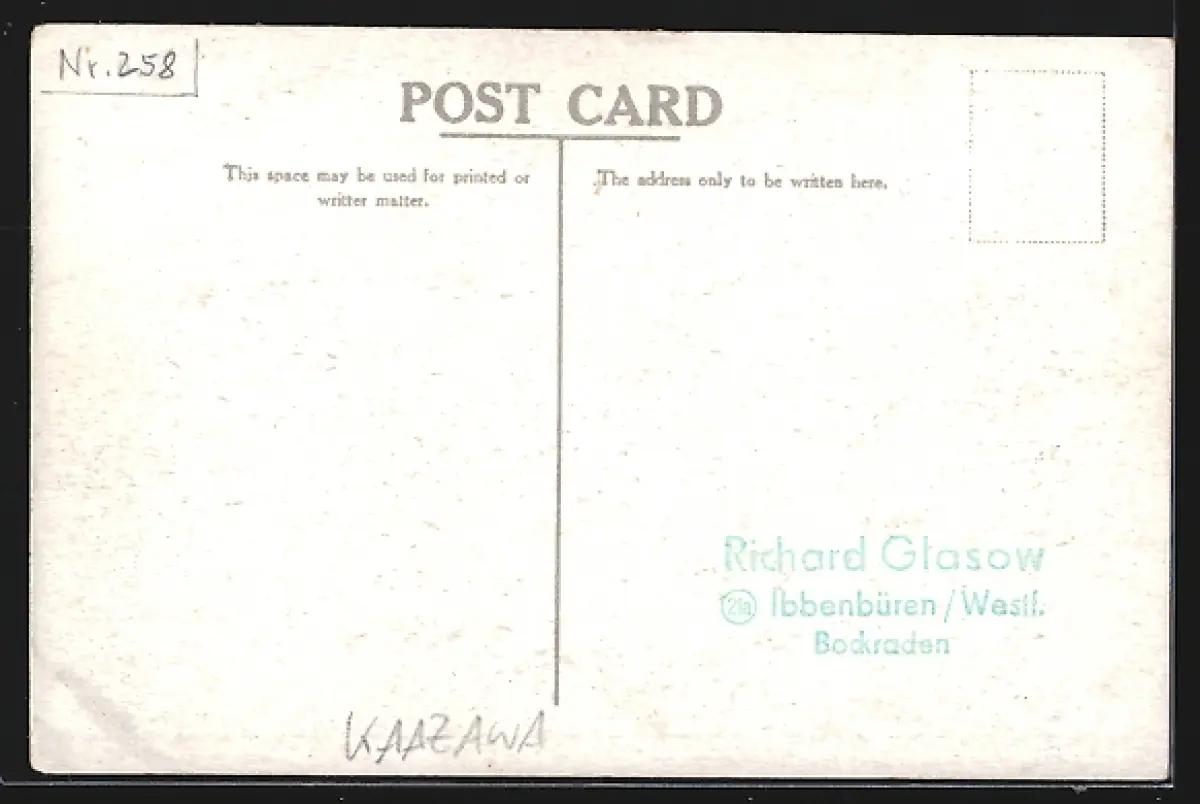 Nr. 258
POST CARD
This space may be used for printed or
writter matter.
The address only to be written here.
Richard Glasow
21a Ibbenbüren / Westf.
Bockraden
KAAZAWA